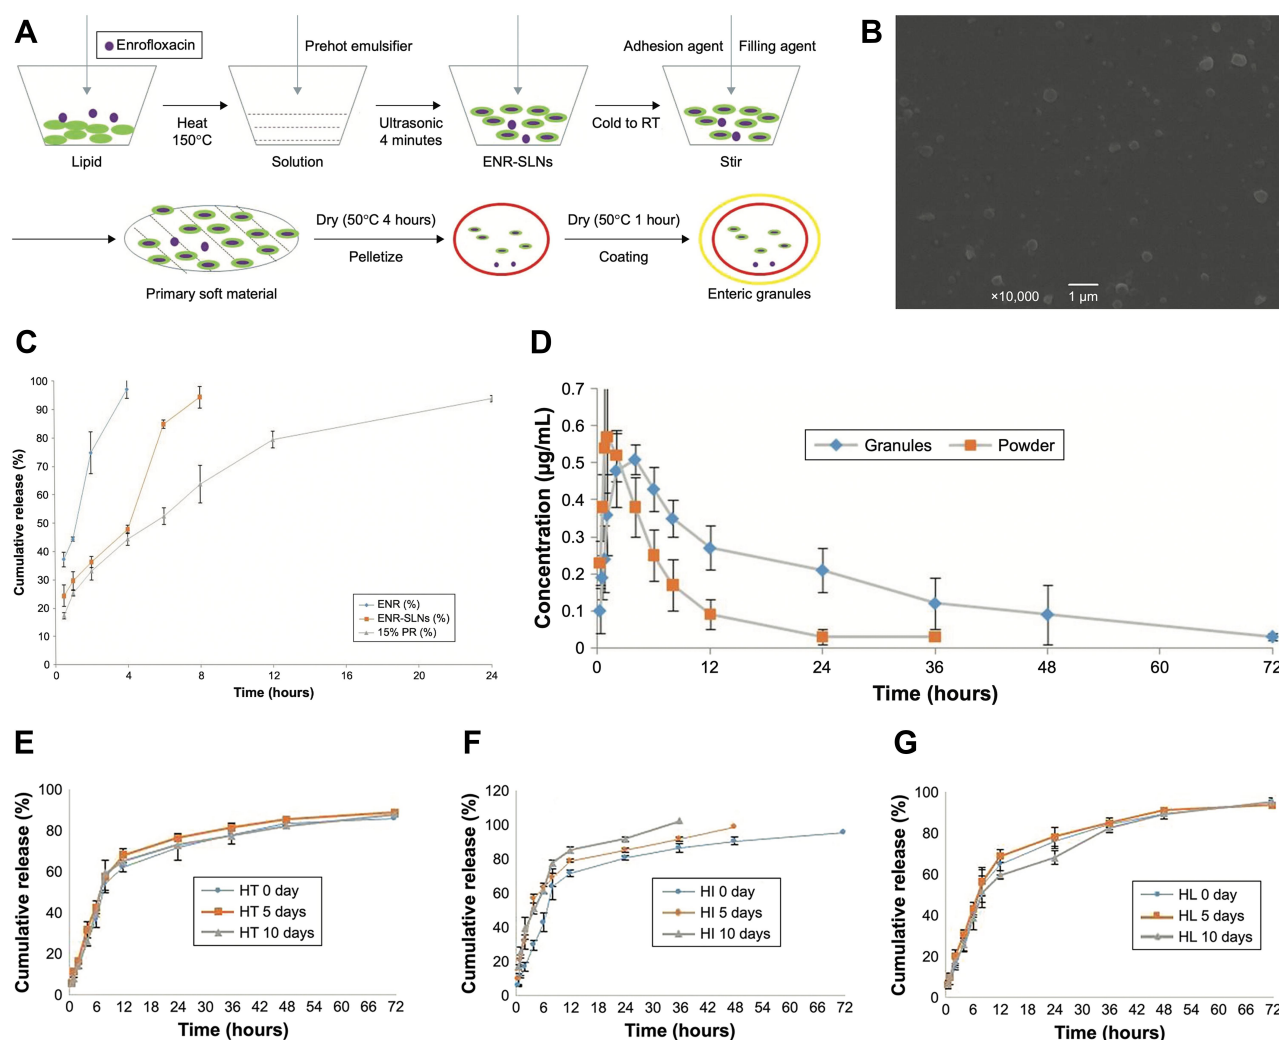 A
Enrofloxacin
Prehot emulsifier
Adhesion agent
Filling agent
Heat
150°C
Ultrasonic
4 minutes
Cold to RT
Lipid
Solution
ENR-SLNs
Stir
Dry (50°C 4 hours)
Pelletize
Dry (50°C 1 hour)
Coating
Primary soft material
Enteric granules
B
×10,000
1 µm
C
Cumulative release (%)
100
90
80
70
60
50
40
30
20
10
0
ENR (%)
ENR-SLNs (%)
15% PR (%)
0 4 8 12 16 20 24
Time (hours)
D
Concentration (µg/mL)
0.7
0.6
0.5
0.4
0.3
0.2
0.1
0
Granules
Powder
0 12 24 36 48 60 72
Time (hours)
E
Cumulative release (%)
100
80
60
40
20
0
HT 0 day
HT 5 days
HT 10 days
0 6 12 18 24 30 36 42 48 54 60 66 72
Time (hours)
F
Cumulative release (%)
120
100
80
60
40
20
0
HI 0 day
HI 5 days
HI 10 days
0 6 12 18 24 30 36 42 48 54 60 66 72
Time (hours)
G
Cumulative release (%)
100
80
60
40
20
0
HL 0 day
HL 5 days
HL 10 days
0 6 12 18 24 30 36 42 48 54 60 66 72
Time (hours)